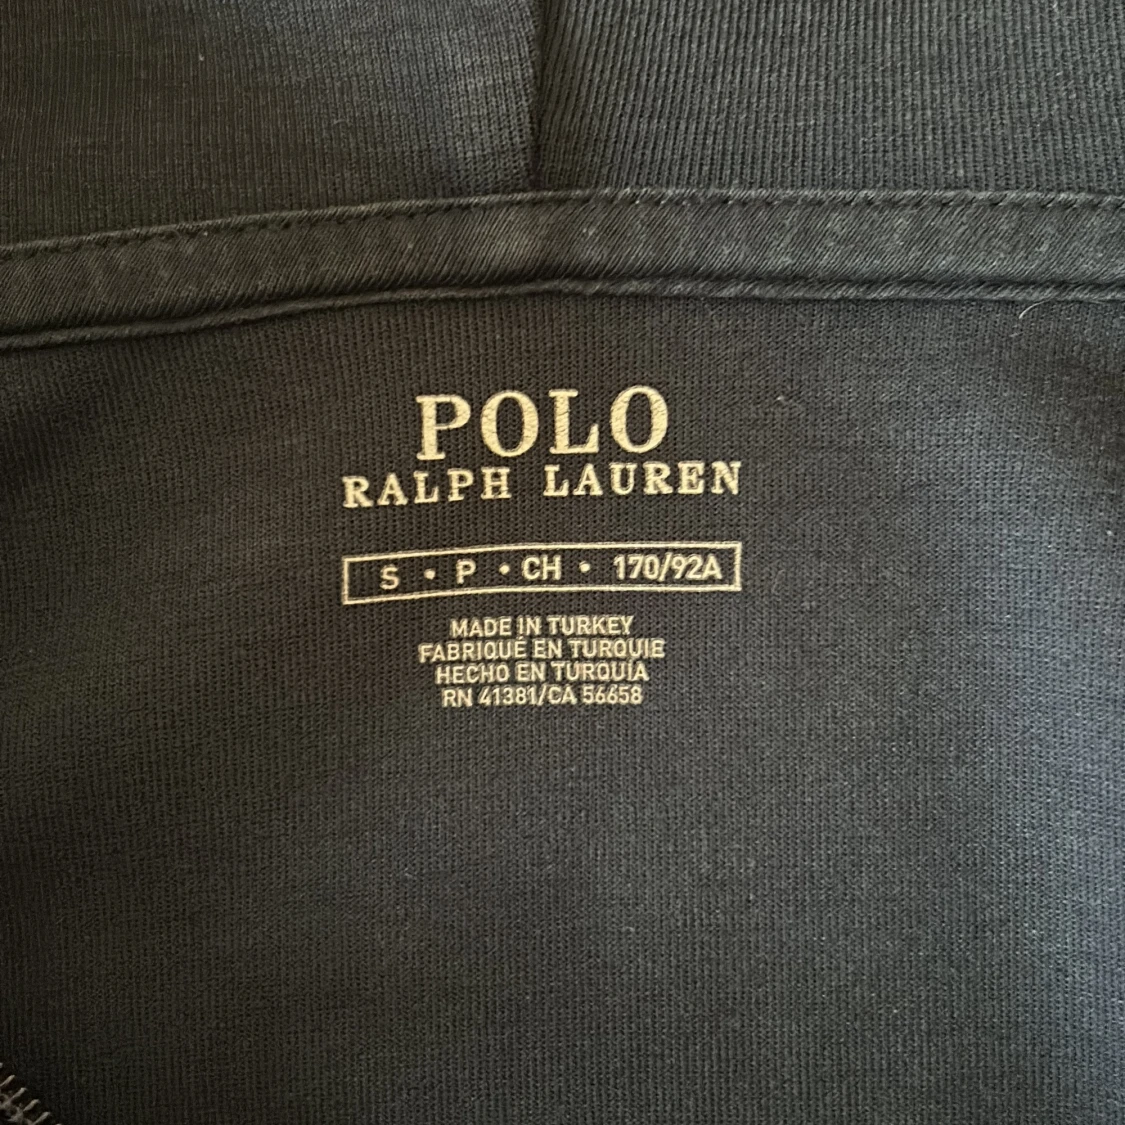 POLO
RALPH LAUREN
S • P • CH • 170/92A
MADE IN TURKEY
FABRIQUÉ EN TURQUIE
HECHO EN TURQUÍA
RN 41381/CA 56658